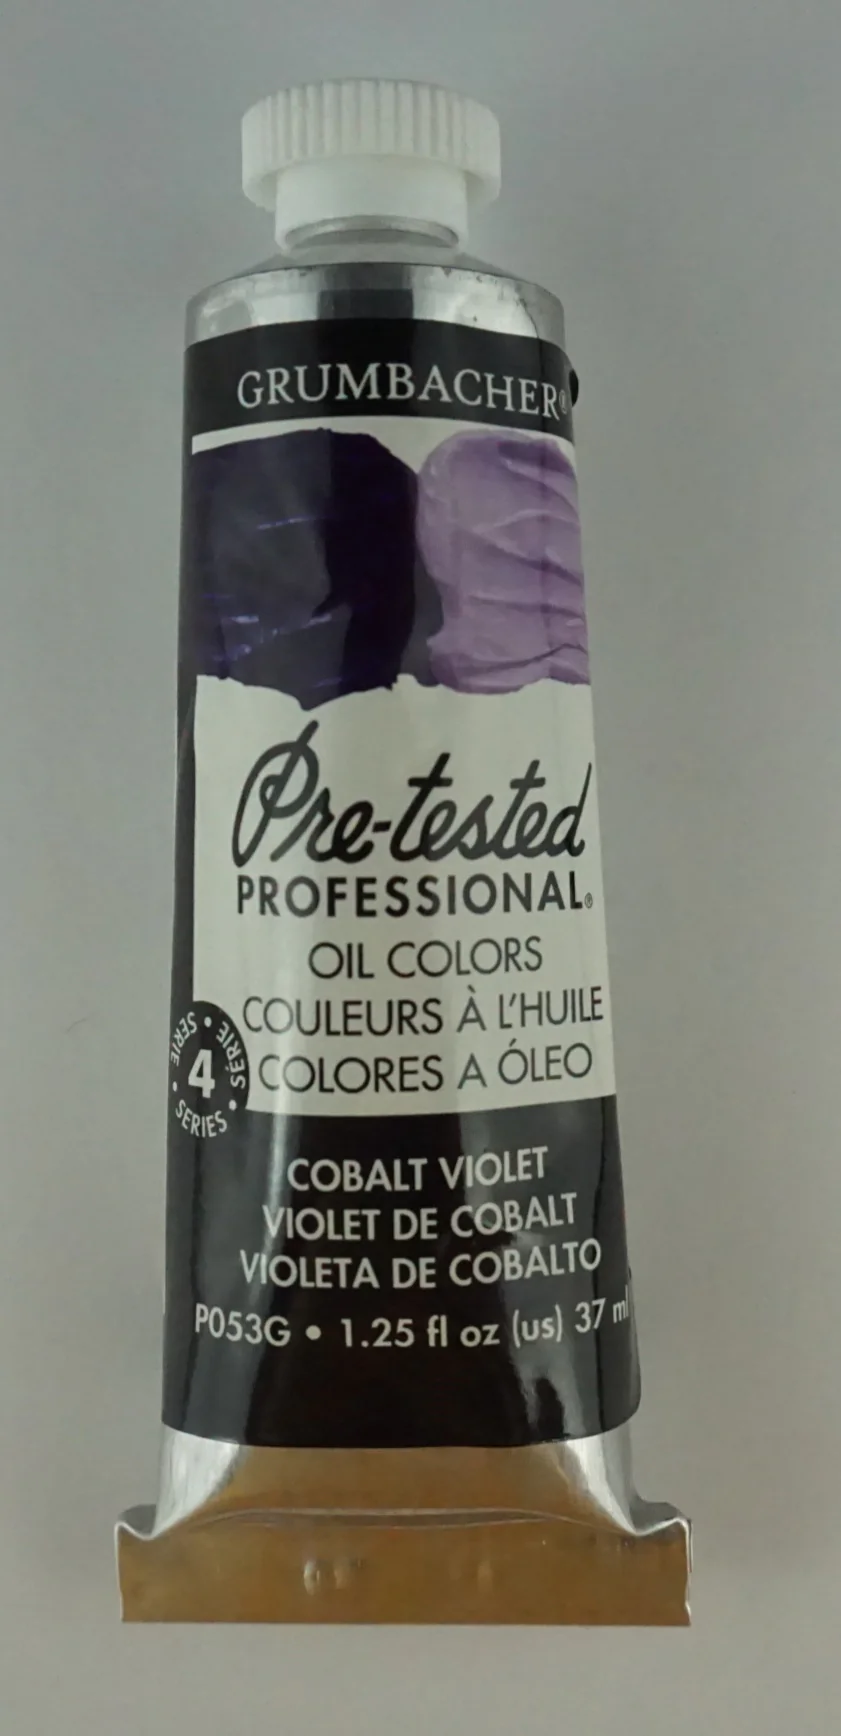 GRUMBACHER®
Pre-tested
PROFESSIONAL®
OIL COLORS
COULEURS À L'HUILE
COLORES A ÓLEO
SERIE • SÉRIE • SERIES •
4
COBALT VIOLET
VIOLET DE COBALT
VIOLETA DE COBALTO
P053G • 1.25 fl oz (us) 37 ml